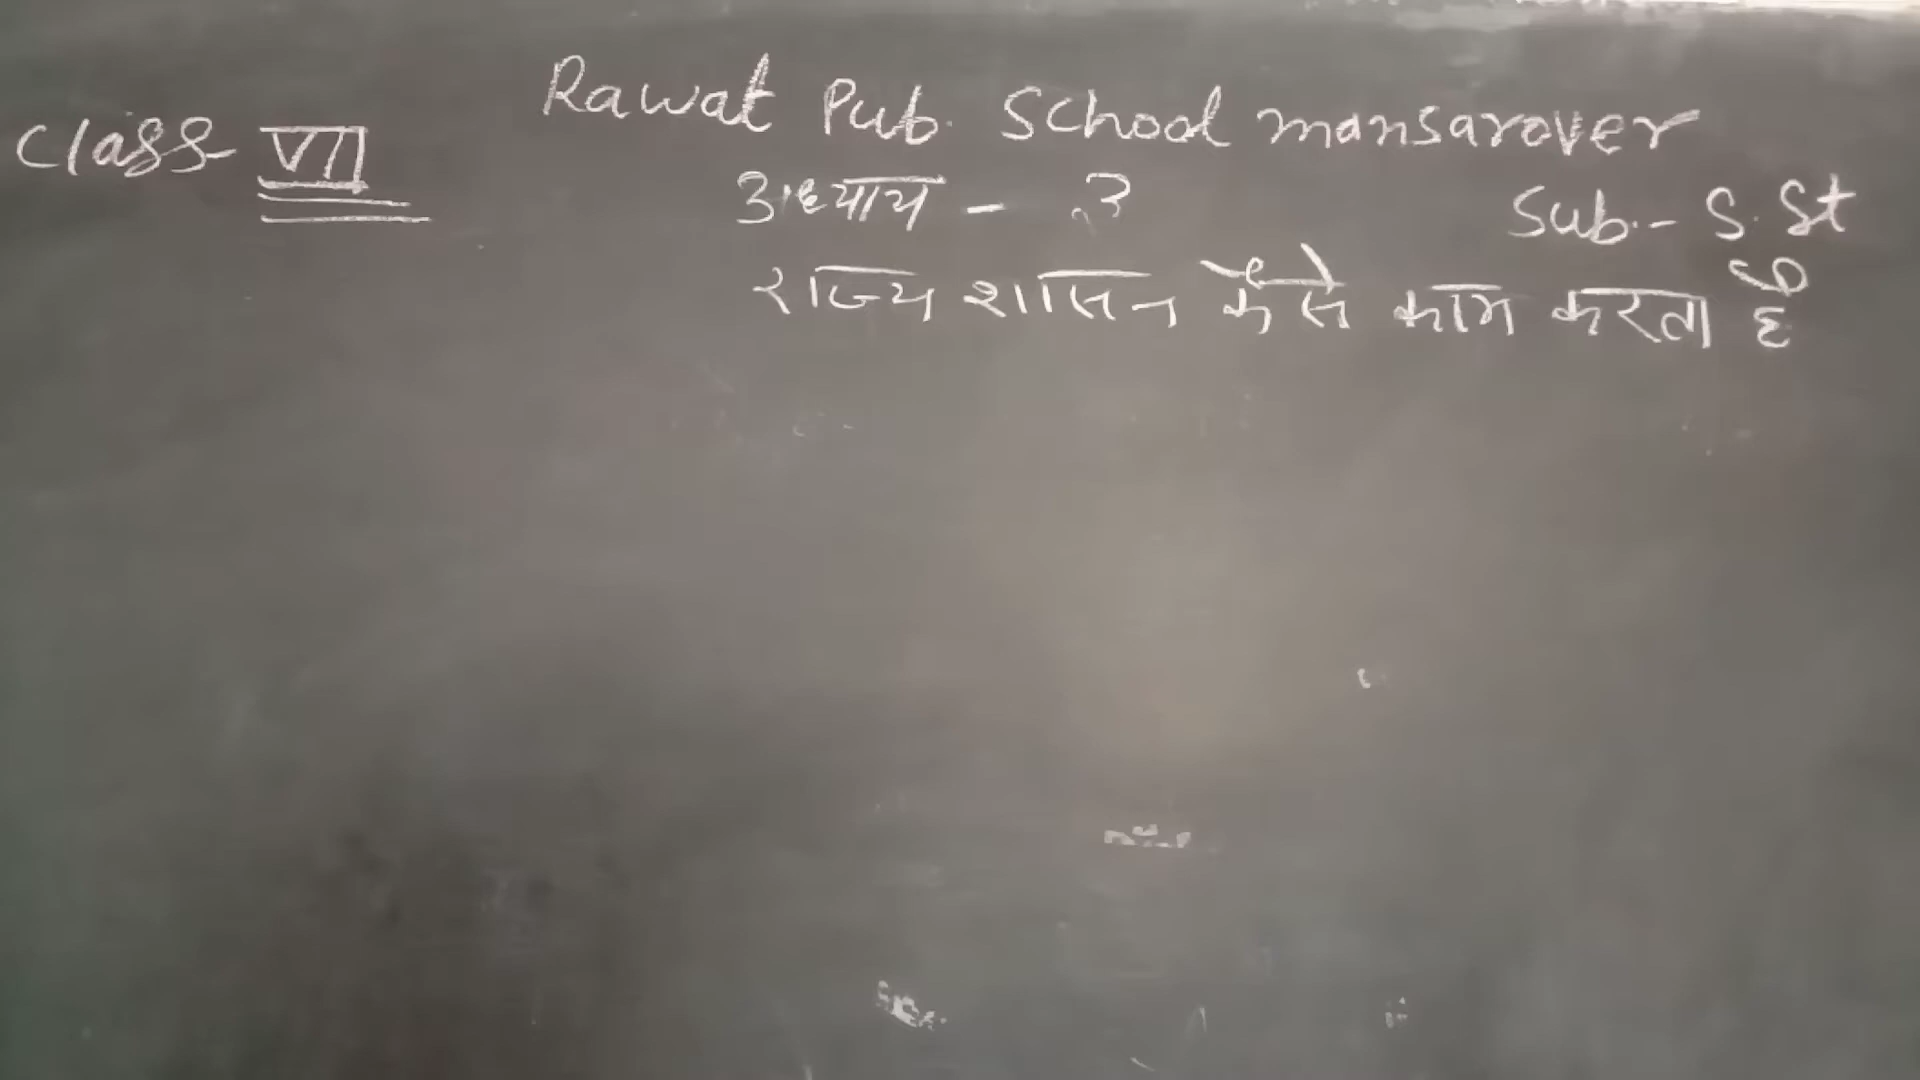 Rawat Pub. School mansarover
Class VII
अध्याय - 3
Sub.- S. St
राज्य शासन कैसे काम करता है